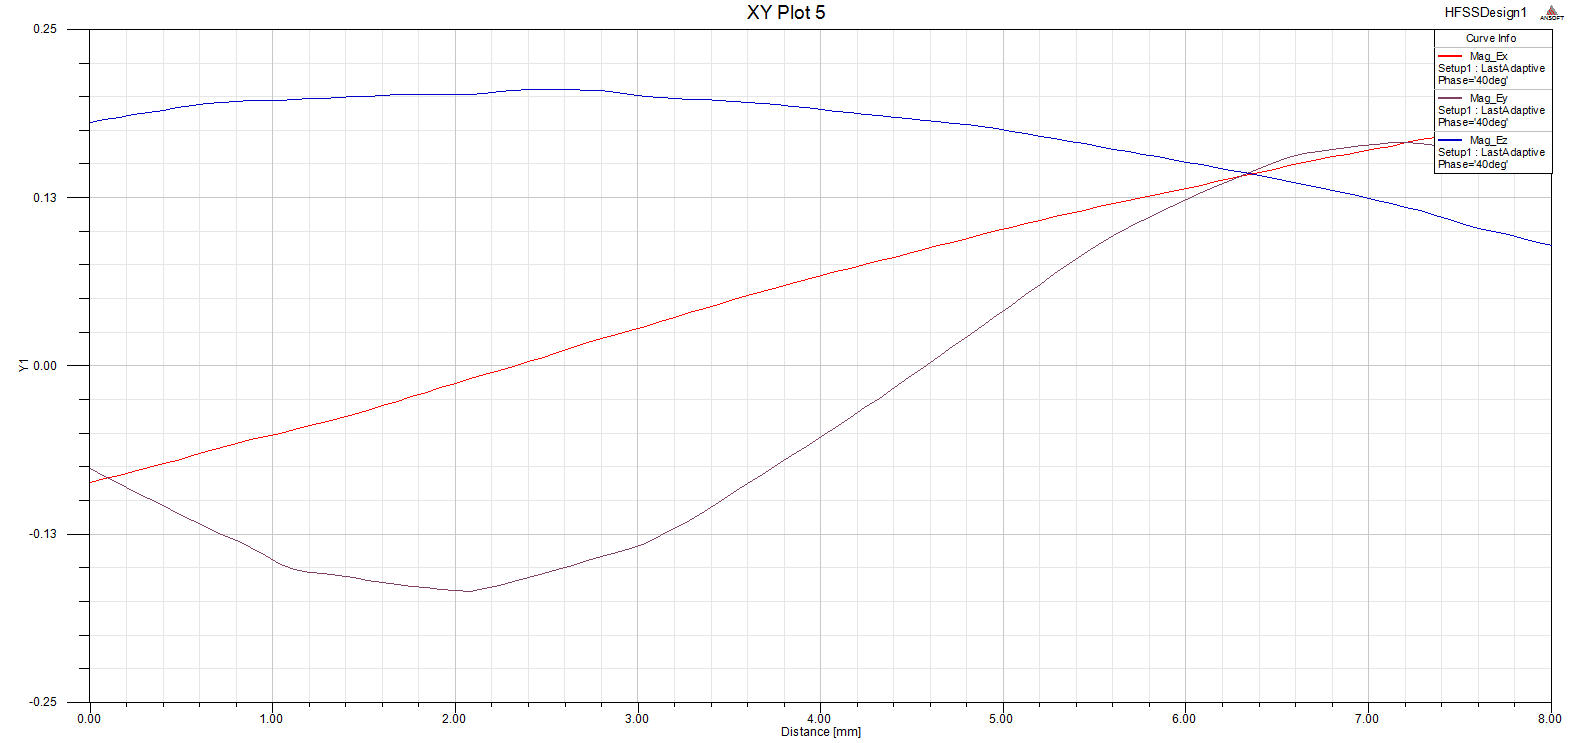 XY Plot 5
HFSSDesign1
ANSOFT
Curve Info
Mag_Ex
Setup1 : LastAdaptive
Phase='40deg'
Mag_Ey
Setup1 : LastAdaptive
Phase='40deg'
Mag_Ez
Setup1 : LastAdaptive
Phase='40deg'
0.25
0.13
Y1
0.00
-0.13
-0.25
0.00 1.00 2.00 3.00 4.00 5.00 6.00 7.00 8.00
Distance [mm]